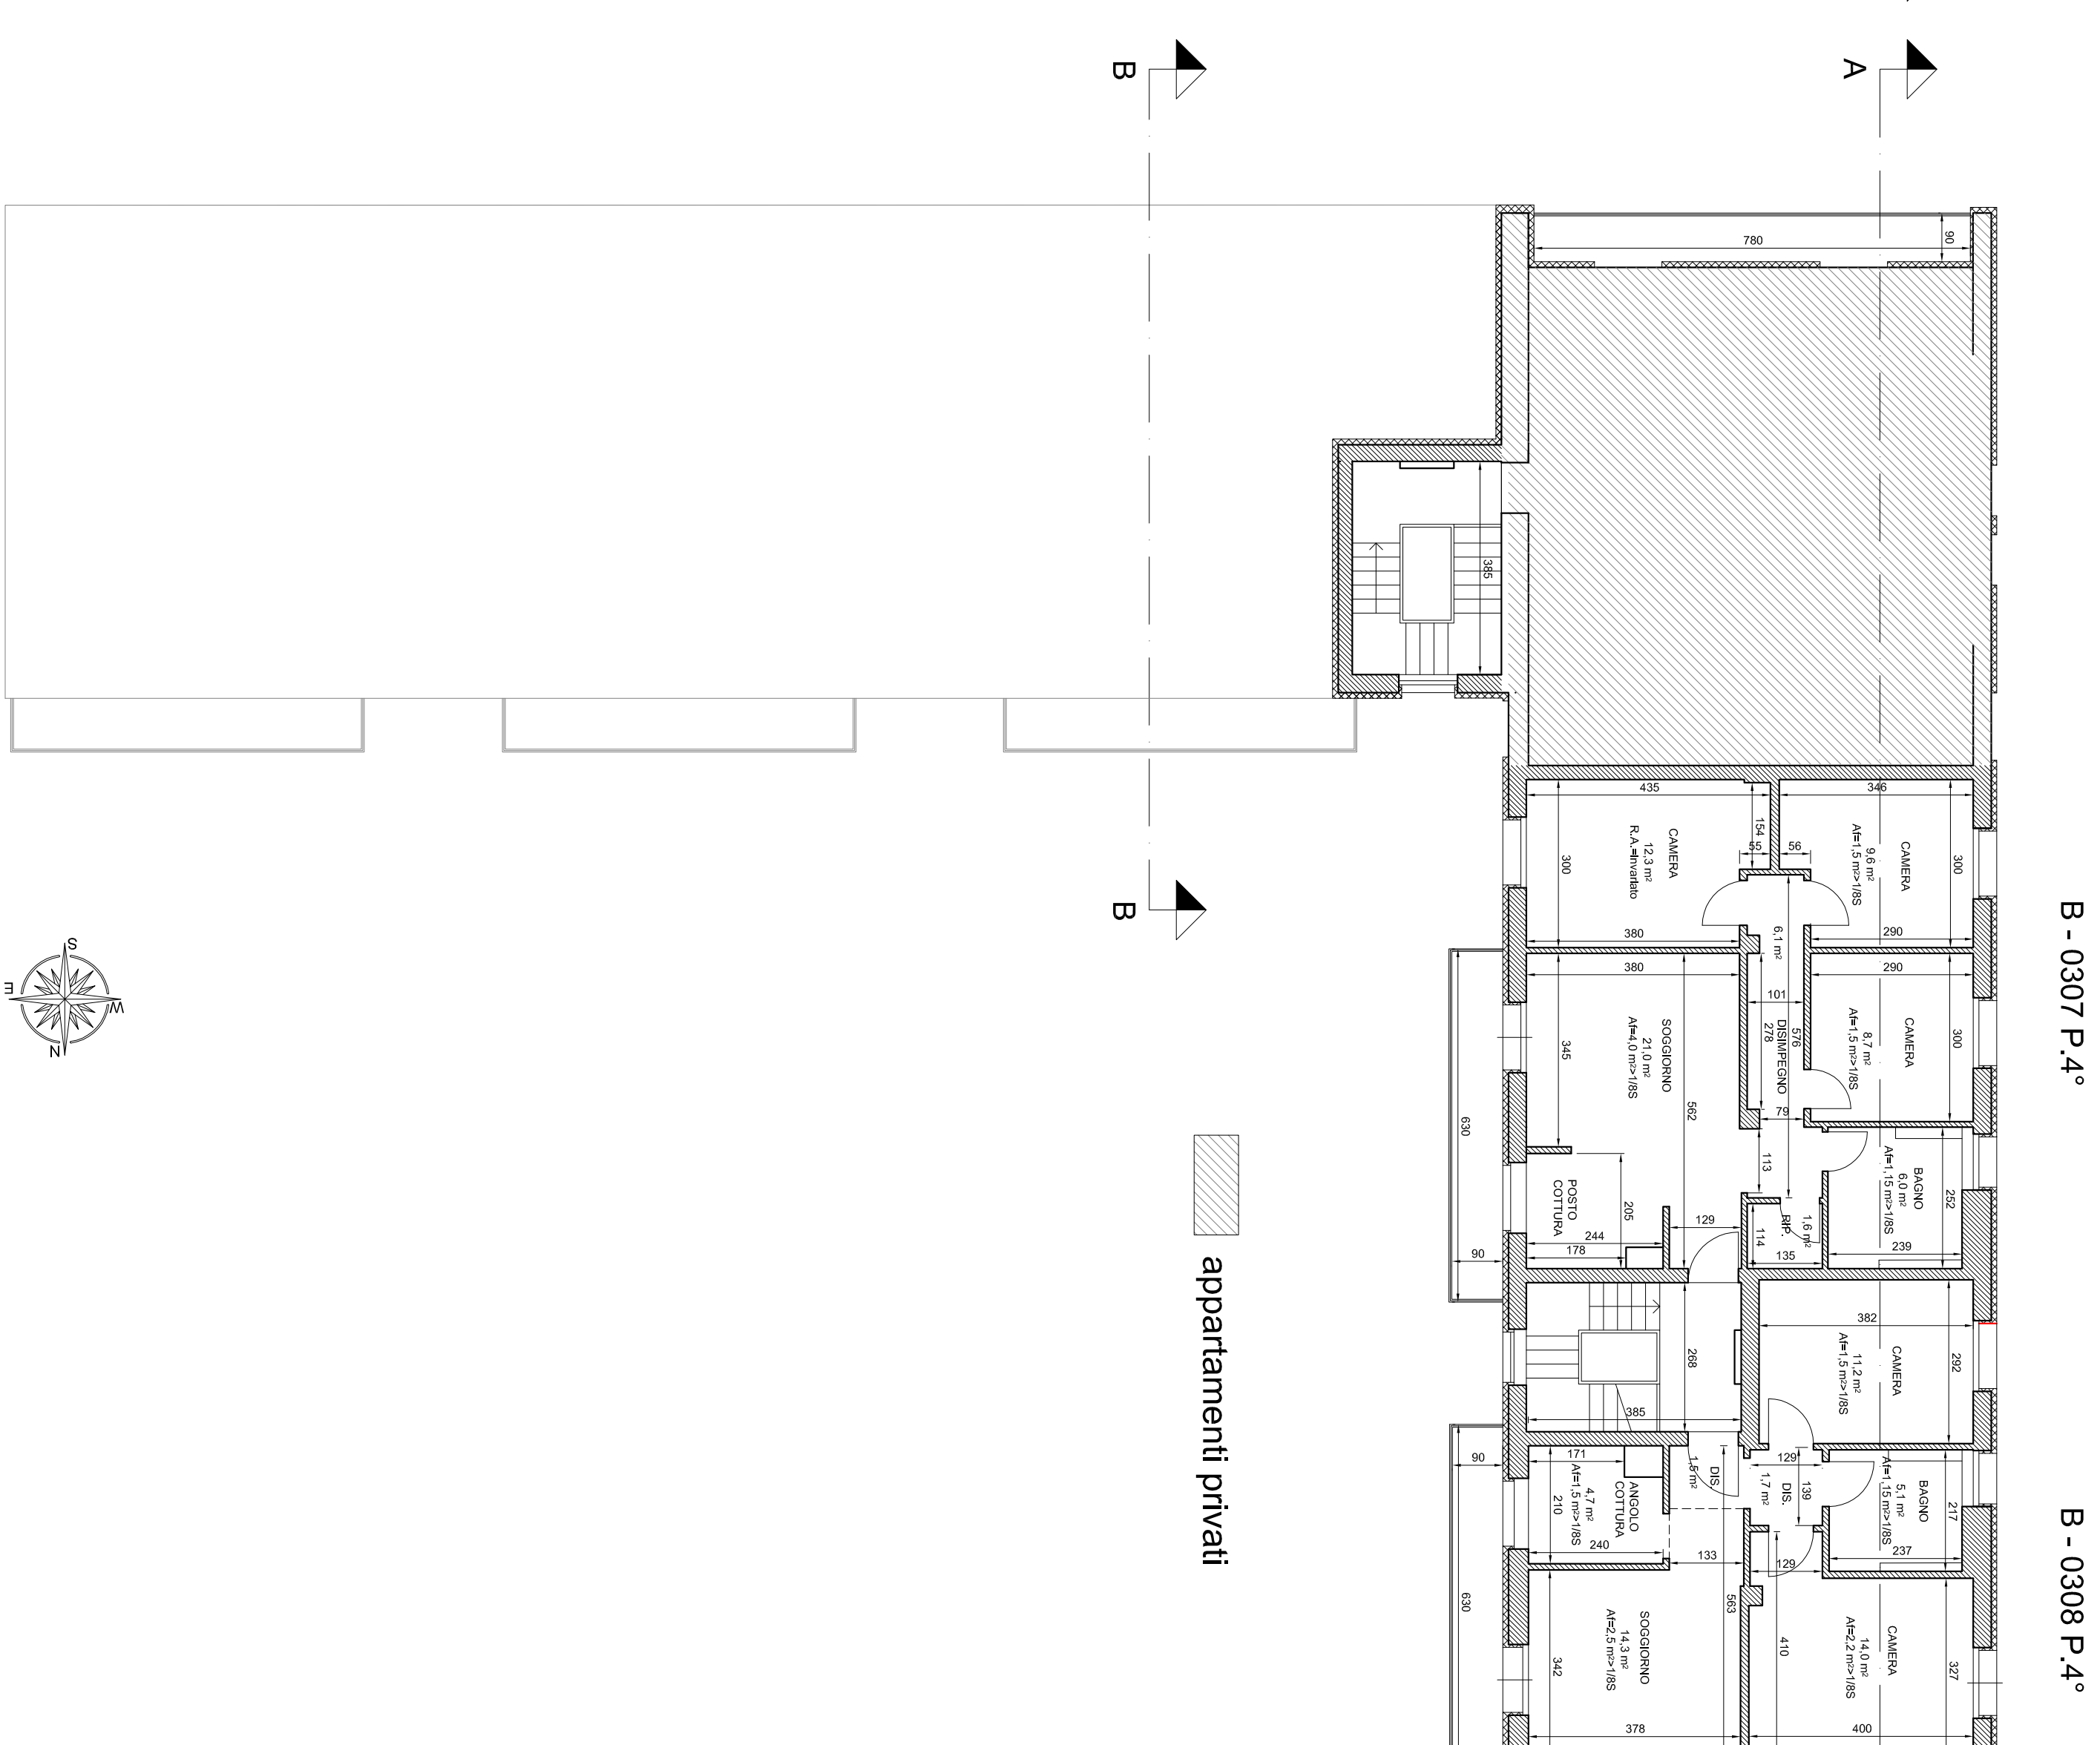 B
A
780
90
385
B
435
154
55
CAMERA
12,3 m²
R.A.=Invariato
300
380
346
56
CAMERA
9,6 m²
Af=1,5 m²>1/8S
300
290
6,1 m²
B - 0307 P.4°
380
SOGGIORNO
21,0 m²
Af=4,0 m²>1/8S
345
562
101
DISIMPEGNO
278
576
79
113
290
CAMERA
8,7 m²
Af=1,5 m²>1/8S
300
BAGNO
6,0 m²
Af=1,15 m²>1/8S
252
239
RIP.
1,6 m²
114
135
POSTO
COTTURA
205
129
244
178
630
90
S
E
W
N
appartamenti privati
268
385
382
CAMERA
11,2 m²
Af=1,5 m²>1/8S
292
B - 0308 P.4°
90
630
171
ANGOLO
COTTURA
4,7 m²
Af=1,5 m²>1/8S
210
240
DIS.
1,5 m²
129
139
DIS.
1,7 m²
BAGNO
5,1 m²
Af=1,15 m²>1/8S
217
237
133
129
563
SOGGIORNO
14,3 m²
Af=2,5 m²>1/8S
342
378
410
CAMERA
14,0 m²
Af=2,2 m²>1/8S
327
400